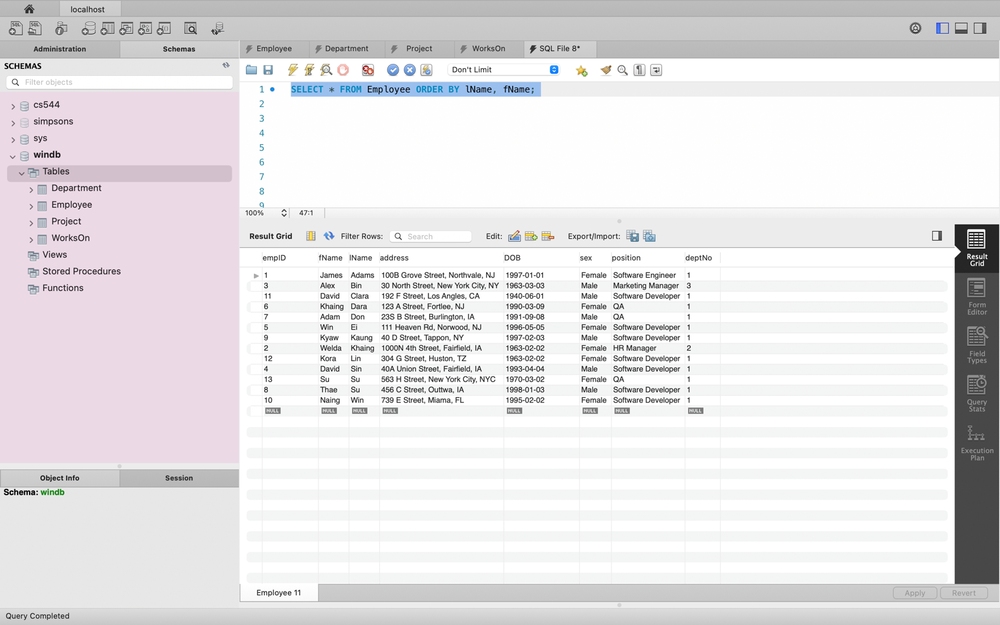 localhost
Administration Schemas Employee Department Project WorksOn SQL File 8*
SCHEMAS
Filter objects
Don't Limit
1 SELECT * FROM Employee ORDER BY lName, fName;
2
3
4
5
6
7
8
9
cs544
simpsons
sys
windb
Tables
Department
Employee
Project
WorksOn
Views
Stored Procedures
Functions
100% 47:1
Result Grid Filter Rows: Search Edit: Export/Import:
empID fName lName address DOB sex position deptNo
1 James Adams 100B Grove Street, Northvale, NJ 1997-01-01 Female Software Engineer 1
3 Alex Bin 30 North Street, New York City, NY 1963-03-03 Male Marketing Manager 3
11 David Clara 192 F Street, Los Angles, CA 1940-06-01 Male Software Developer 1
6 Khaing Dara 123 A Street, Fortlee, NJ 1990-03-09 Female QA 1
7 Adam Don 23S B Street, Burlington, IA 1991-09-08 Male QA 1
5 Win Ei 111 Heaven Rd, Norwood, NJ 1996-05-05 Female Software Developer 1
9 Kyaw Kaung 40 D Street, Tappon, NY 1997-02-03 Male Software Developer 1
2 Welda Khaing 1000N 4th Street, Fairfield, IA 1963-02-02 Female HR Manager 2
12 Kora Lin 304 G Street, Huston, TZ 1963-02-02 Female Software Developer 1
4 David Sin 40A Union Street, Fairfield, IA 1993-04-04 Male Software Developer 1
13 Su Su 563 H Street, New York City, NYC 1970-03-02 Female QA 1
8 Thae Su 456 C Street, Outtwa, IA 1998-01-03 Male Software Developer 1
10 Naing Win 739 E Street, Miama, FL 1995-02-02 Female Software Developer 1
NULL NULL NULL NULL NULL NULL NULL NULL
Result
Grid
Form
Editor
Field
Types
Query
Stats
Execution
Plan
Object Info Session
Schema: windb
Employee 11 Apply Revert
Query Completed